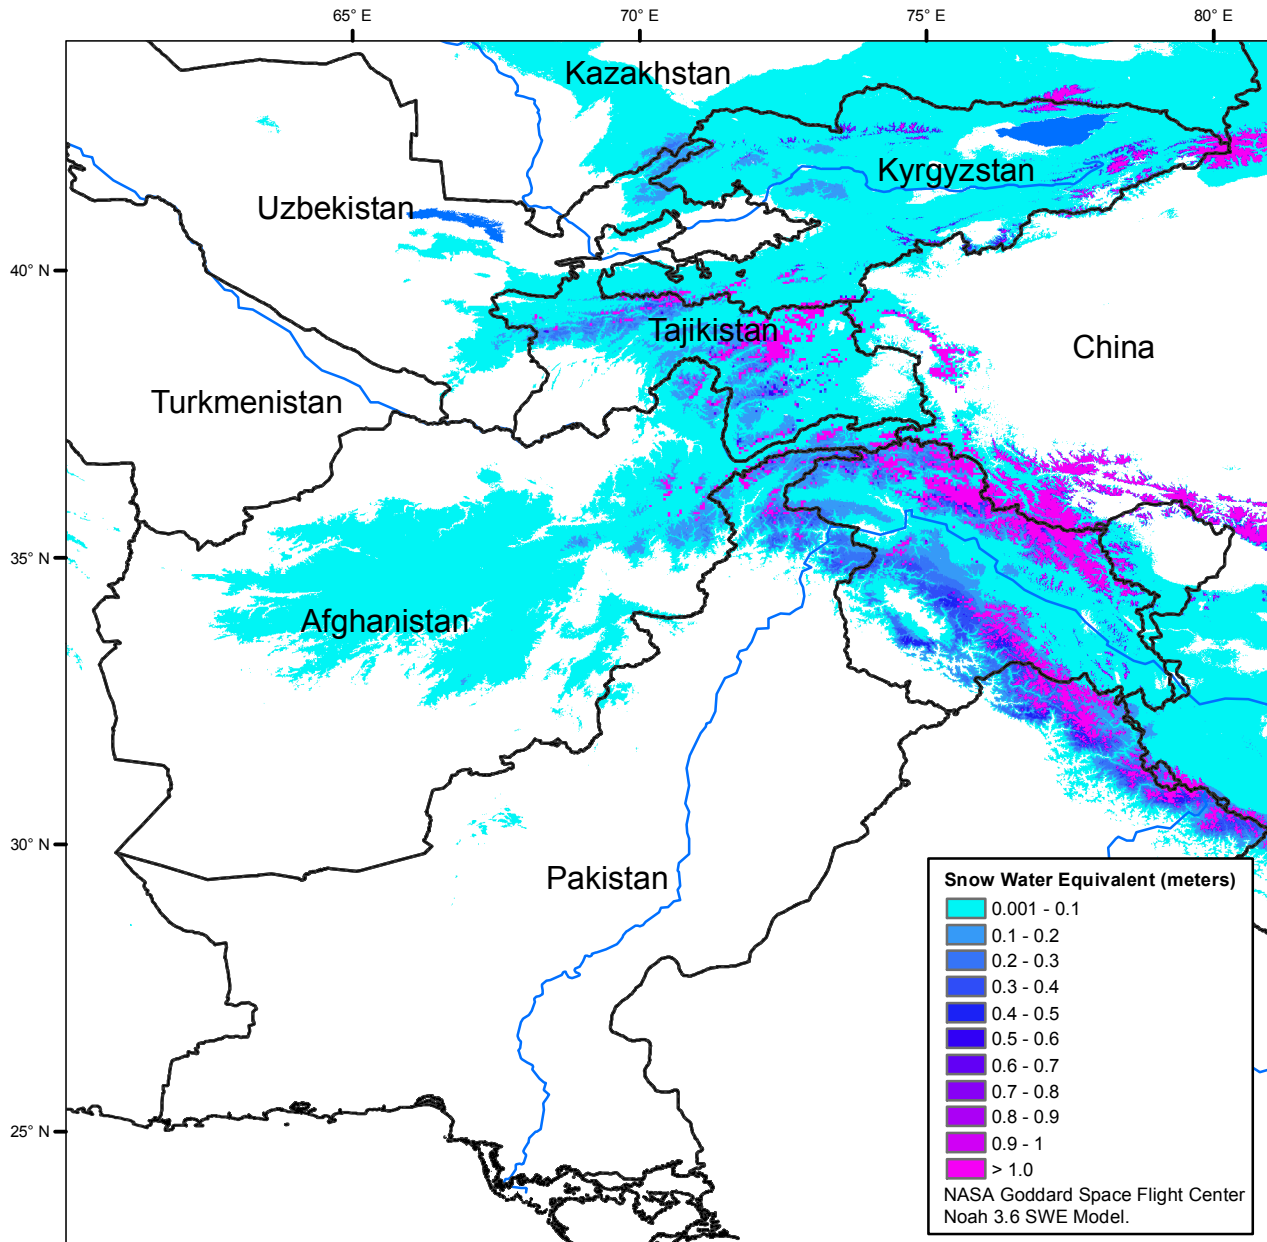 65° E
70° E
75° E
80° E
Kazakhstan
Kyrgyzstan
Uzbekistan
40° N
Tajikistan
China
Turkmenistan
35° N
Afghanistan
30° N
Pakistan
25° N
Snow Water Equivalent (meters)
0.001 - 0.1
0.1 - 0.2
0.2 - 0.3
0.3 - 0.4
0.4 - 0.5
0.5 - 0.6
0.6 - 0.7
0.7 - 0.8
0.8 - 0.9
0.9 - 1
> 1.0
NASA Goddard Space Flight Center
Noah 3.6 SWE Model.